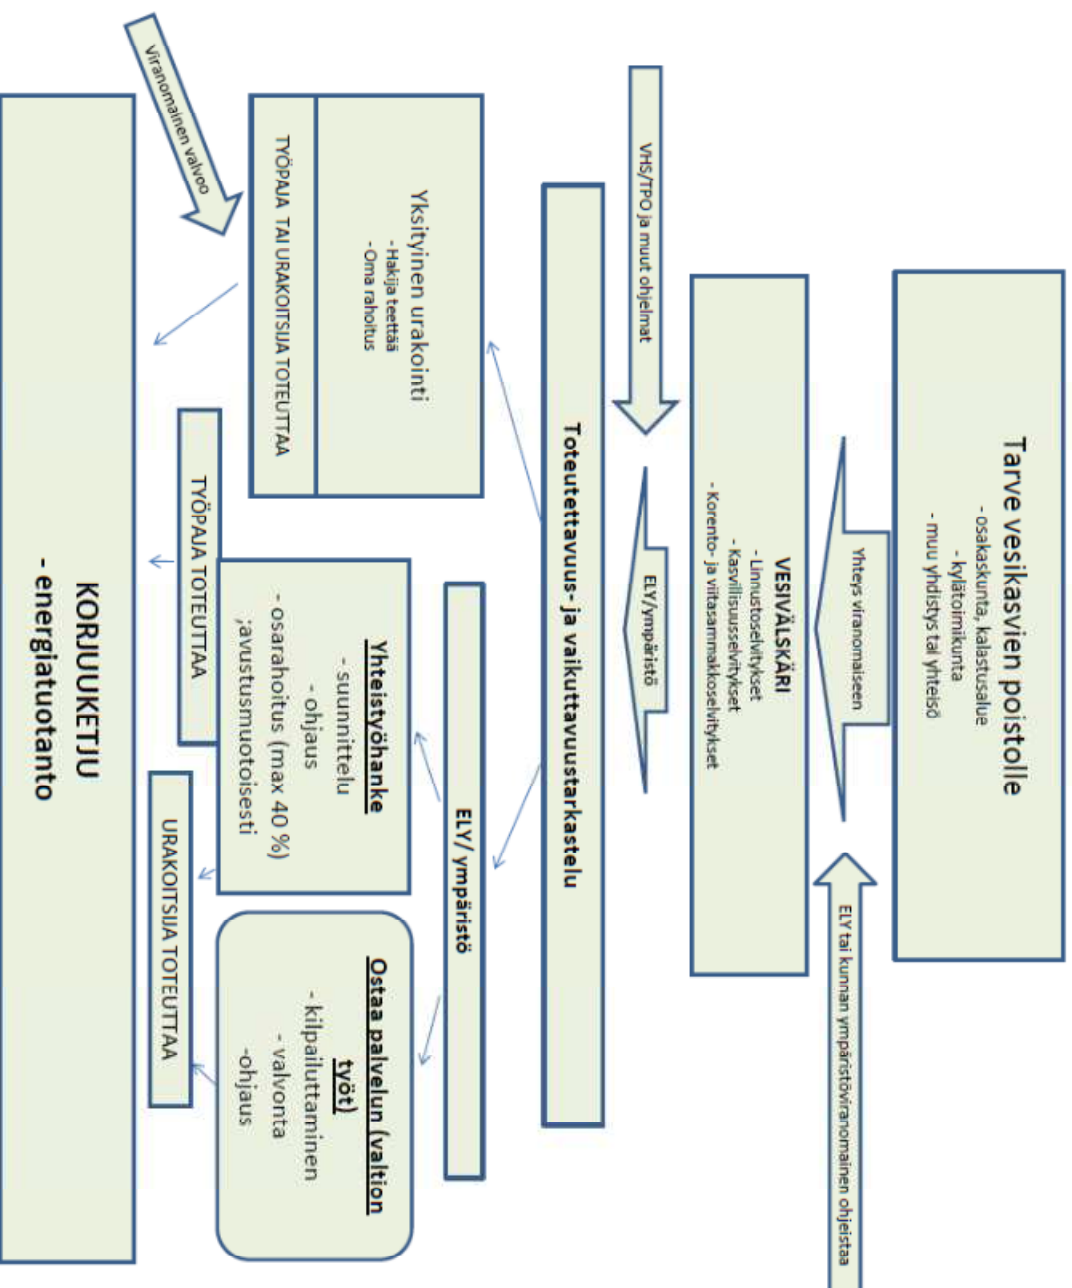 Tarve vesikasvien poistolle
- osakaskunta, kalastusalue
- kylätoimikunta
- muu yhdistys tai yhteisö
Yhteys viranomaiseen
ELY tai kunnan ympäristöviranomainen ohjeistaa
VESIVÄLSKÄRI
- Linnustoselvitykset
- Kasvillisuusselvitykset
- Korento- ja viitasammakkoselvitykset
VHS/TPO ja muut ohjelmat
ELY/ympäristö
Toteutettavuus- ja vaikuttavuustarkastelu
Yksityinen urakointi
- Hakija teettää
- Oma rahoitus
TYÖPAJA TAI URAKOITSIJA TOTEUTTAA
Viranomainen valvoo
ELY/ ympäristö
Yhteistyöhanke
- suunnittelu
- ohjaus
- osarahoitus (max 40 %)
;avustusmuotoisesti
Ostaa palvelun (valtion
työt)
- kilpailuttaminen
- valvonta
-ohjaus
TYÖPAJA TOTEUTTAA
URAKOITSIJA TOTEUTTAA
KORJUUKETJU
- energiatuotanto